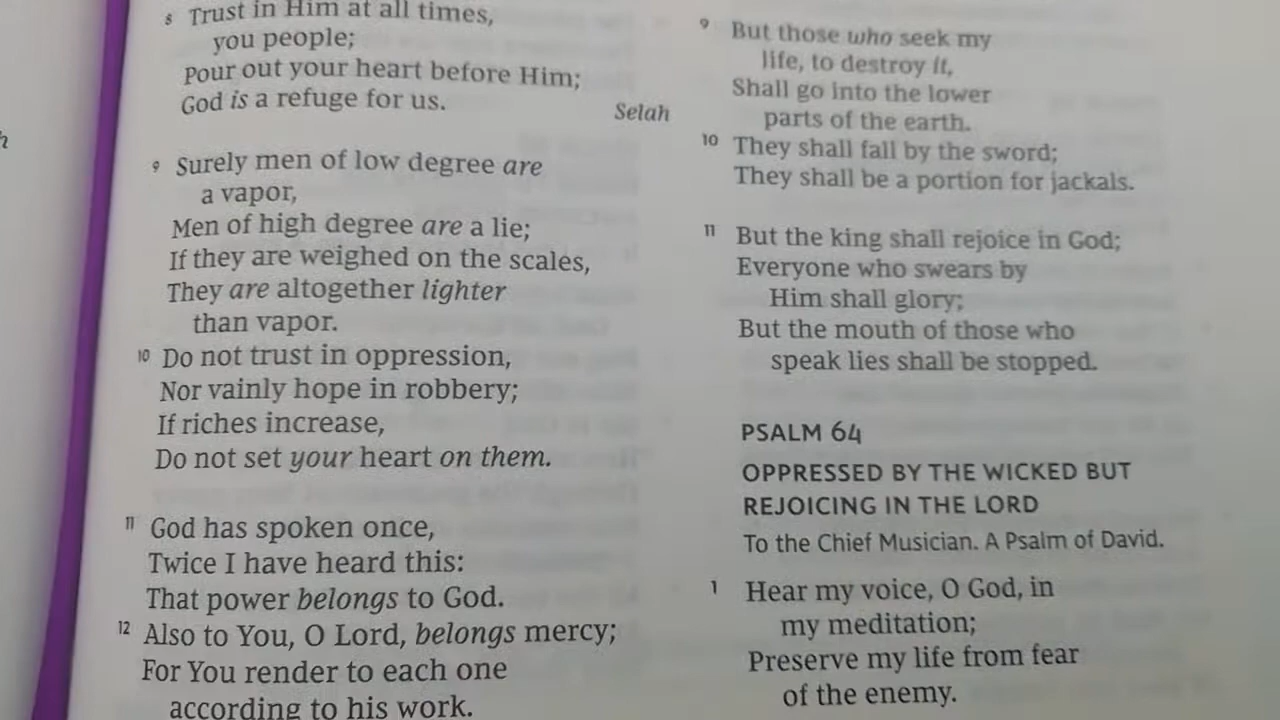 8 Trust in Him at all times,
you people;
Pour out your heart before Him;
God is a refuge for us.
Selah
9 Surely men of low degree are
a vapor,
Men of high degree are a lie;
If they are weighed on the scales,
They are altogether lighter
than vapor.
10 Do not trust in oppression,
Nor vainly hope in robbery;
If riches increase,
Do not set your heart on them.
11 God has spoken once,
Twice I have heard this:
That power belongs to God.
12 Also to You, O Lord, belongs mercy;
For You render to each one
according to his work.
9 But those who seek my
life, to destroy it,
Shall go into the lower
parts of the earth.
10 They shall fall by the sword;
They shall be a portion for jackals.
11 But the king shall rejoice in God;
Everyone who swears by
Him shall glory;
But the mouth of those who
speak lies shall be stopped.
PSALM 64
OPPRESSED BY THE WICKED BUT
REJOICING IN THE LORD
To the Chief Musician. A Psalm of David.
1 Hear my voice, O God, in
my meditation;
Preserve my life from fear
of the enemy.